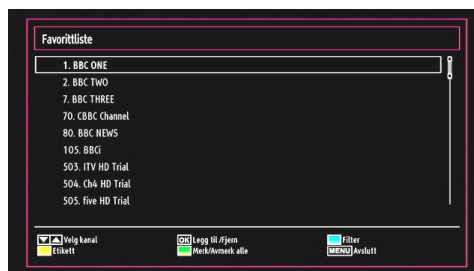 Favorittliste
1. BBC ONE
2. BBC TWO
7. BBC THREE
70. CBBC Channel
80. BBC NEWS
105. BBCi
503. ITV HD Trial
504. Ch4 HD Trial
505. five HD Trial
Velg kanal OK Legg til /Fjern Filter
Etikett Merk/Avmerk alle MENU Avslutt